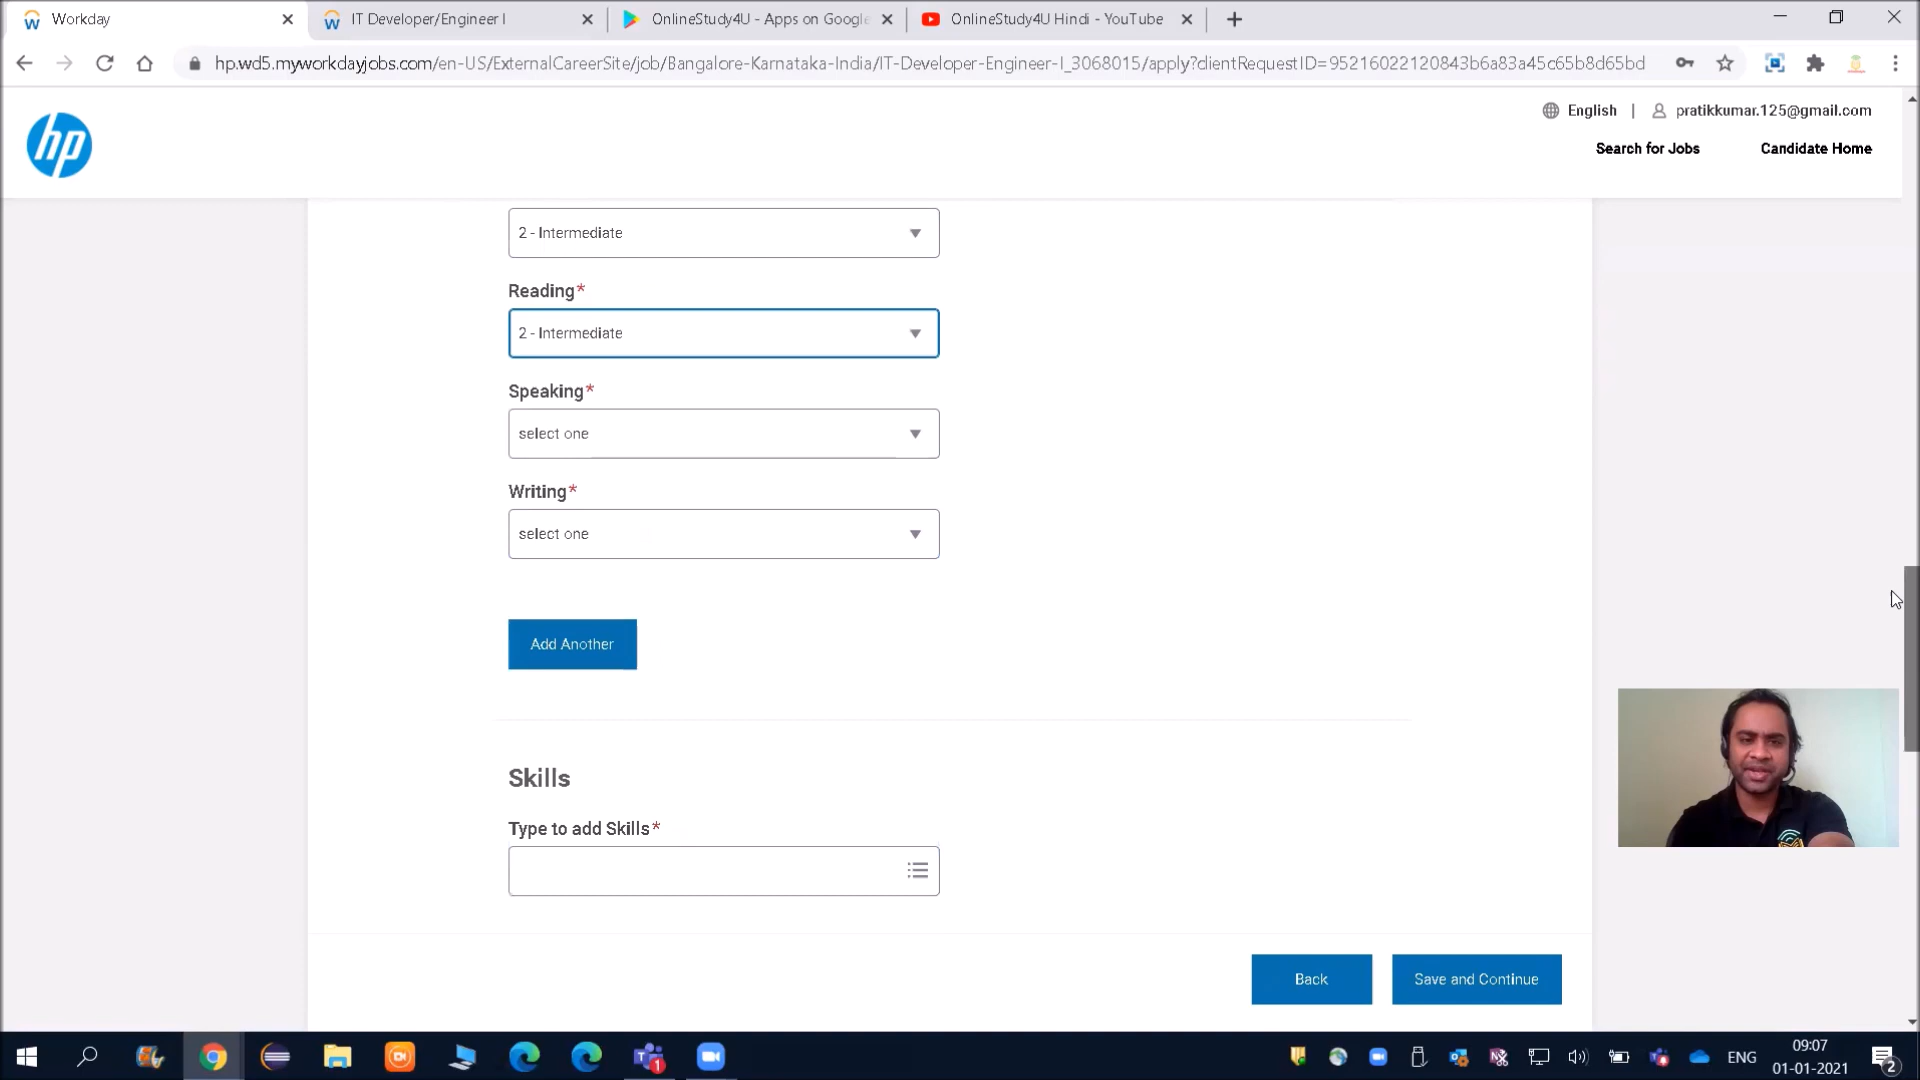 Workday
IT Developer/Engineer I
OnlineStudy4U - Apps on Google
OnlineStudy4U Hindi - YouTube
hp.wd5.myworkdayjobs.com/en-US/ExternalCareerSite/job/Bangalore-Karnataka-India/IT-Developer-Engineer-I_3068015/apply?clientRequestID=95216022120843b6a83a45c65b8d65bd
English | pratikkumar.125@gmail.com
hp
Search for Jobs Candidate Home
2 - Intermediate
Reading*
2 - Intermediate
Speaking*
select one
Writing*
select one
Add Another
Skills
Type to add Skills*
Back
Save and Continue
ENG
09:07
01-01-2021
2